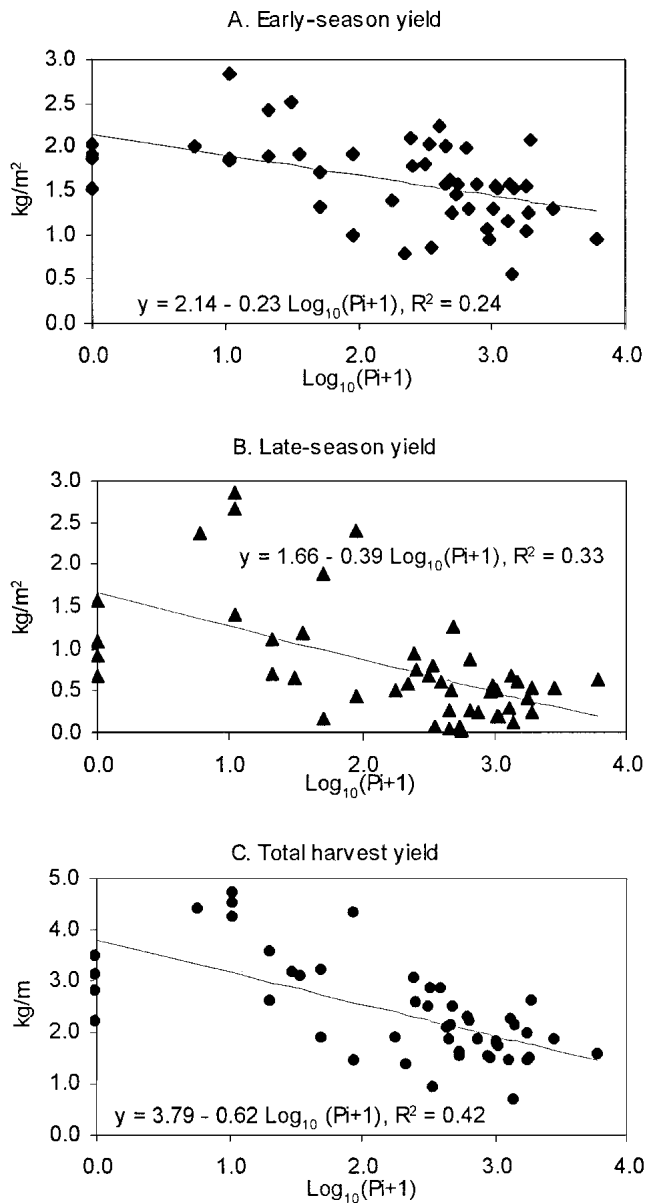 A. Early-season yield
3.0
2.5
2.0
1.5
1.0
0.5
0.0
kg/m²
y = 2.14 - 0.23 Log₁₀(Pi+1), R² = 0.24
0.0 1.0 2.0 3.0 4.0
Log₁₀(Pi+1)
B. Late-season yield
3.0
2.5
2.0
1.5
1.0
0.5
0.0
kg/m²
y = 1.66 - 0.39 Log₁₀(Pi+1), R² = 0.33
0.0 1.0 2.0 3.0 4.0
Log₁₀(Pi+1)
C. Total harvest yield
5.0
4.0
3.0
2.0
1.0
0.0
kg/m
y = 3.79 - 0.62 Log₁₀ (Pi+1), R² = 0.42
0.0 1.0 2.0 3.0 4.0
Log₁₀(Pi+1)